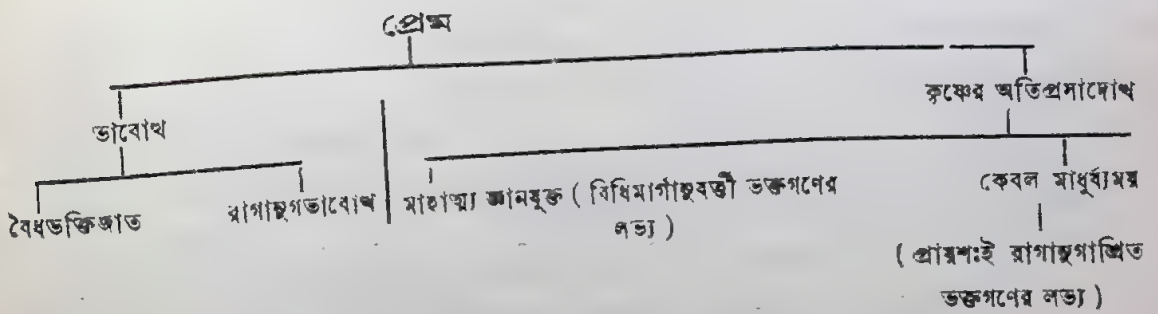 প্রেম
কৃষ্ণের অতিপ্রসাদোত্থ
ভাবোত্থ
বৈধভক্তিজাত
রাগানুগভাবোত্থ
মাহাত্ম্য জ্ঞানযুক্ত ( বিধিমার্গানুবর্ত্তী ভক্তগণের
লভ্য )
কেবল মাধুর্য্যময়
( প্রায়শঃই রাগানুগাশ্রিত
ভক্তগণের লভ্য )